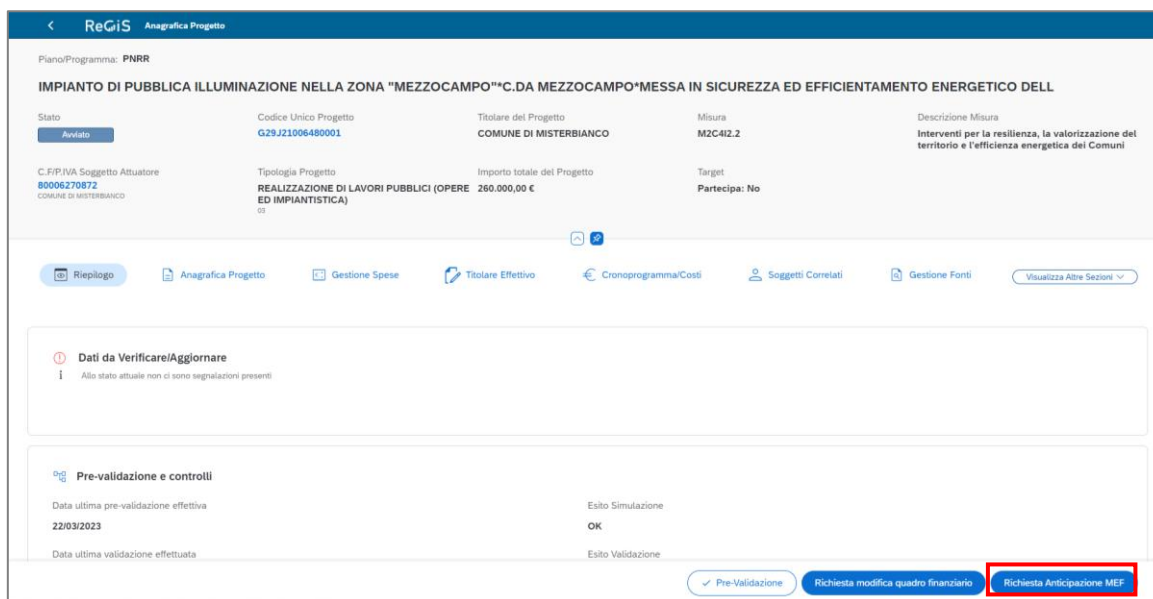 ReGiS Anagrafica Progetto
Piano/Programma: PNRR
IMPIANTO DI PUBBLICA ILLUMINAZIONE NELLA ZONA "MEZZOCAMPO"*C.DA MEZZOCAMPO*MESSA IN SICUREZZA ED EFFICIENTAMENTO ENERGETICO DELL
Stato Codice Unico Progetto Titolare del Progetto Misura Descrizione Misura
Avviato G29J21006480001 COMUNE DI MISTERBIANCO M2C4I2.2 Interventi per la resilienza, la valorizzazione del
territorio e l'efficienza energetica dei Comuni
C.F/P.IVA Soggetto Attuatore Tipologia Progetto Importo totale del Progetto Target
80006270872 REALIZZAZIONE DI LAVORI PUBBLICI (OPERE 260.000,00 € Partecipa: No
COMUNE DI MISTERBIANCO ED IMPIANTISTICA)
03
Riepilogo Anagrafica Progetto Gestione Spese Titolare Effettivo Cronoprogramma/Costi Soggetti Correlati Gestione Fonti Visualizza Altre Sezioni
Dati da Verificare/Aggiornare
Allo stato attuale non ci sono segnalazioni presenti
Pre-validazione e controlli
Data ultima pre-validazione effettiva Esito Simulazione
22/03/2023 OK
Data ultima validazione effettuata Esito Validazione
Pre-Validazione Richiesta modifica quadro finanziario Richiesta Anticipazione MEF